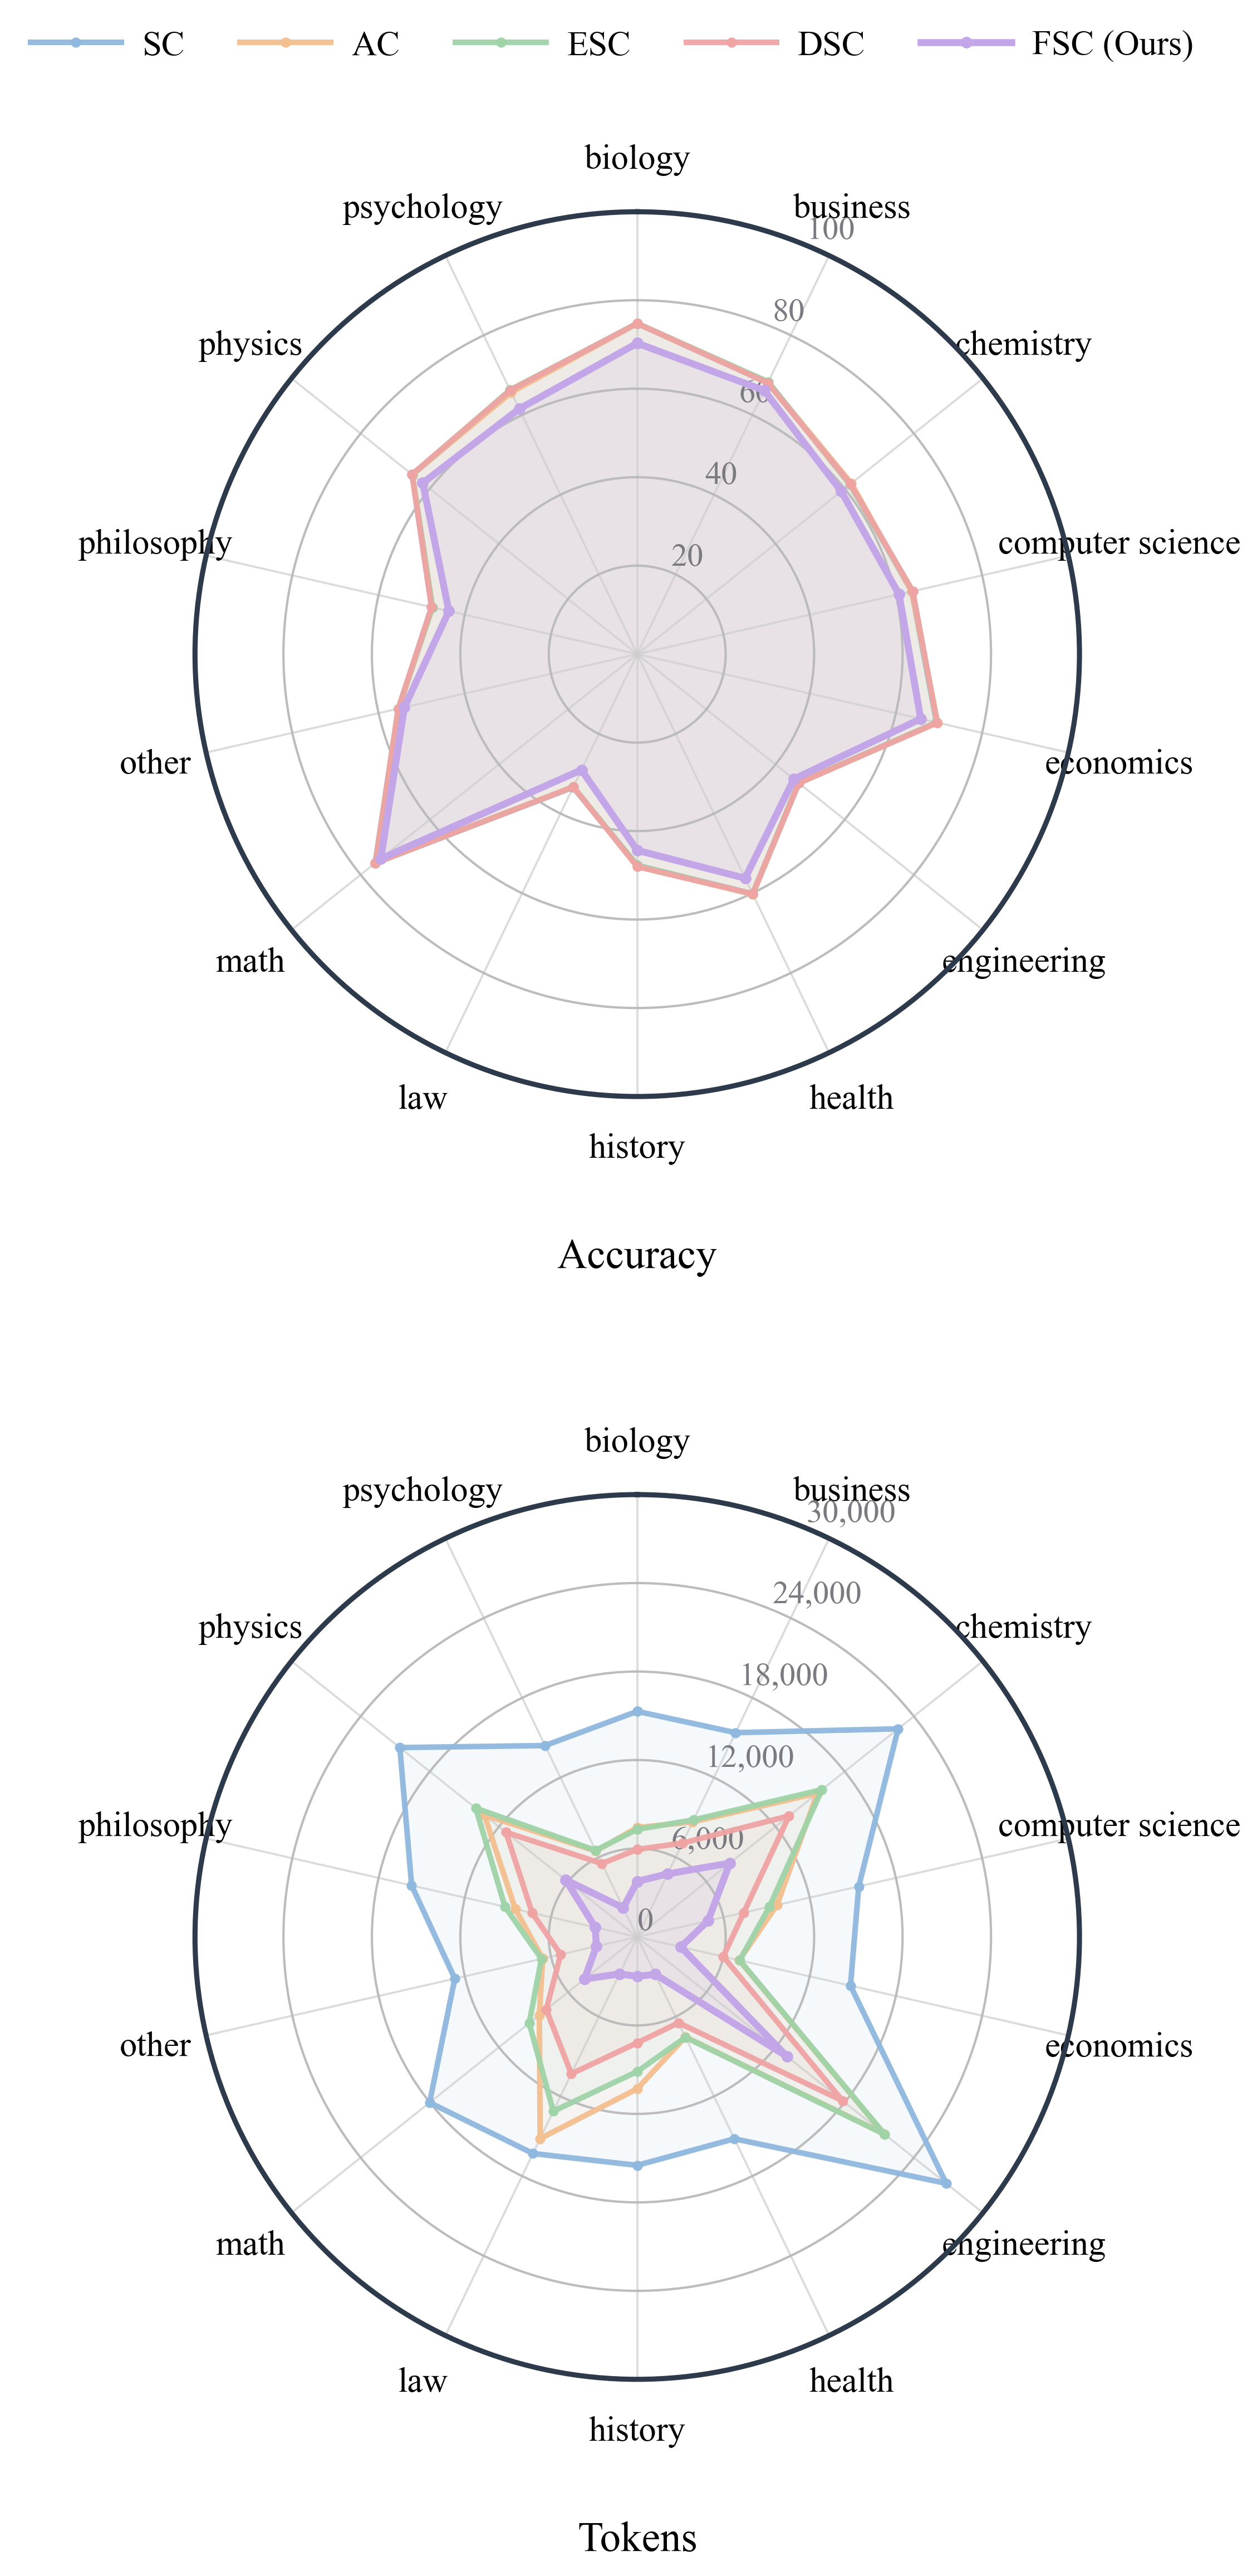 SC AC ESC DSC FSC (Ours)
biology
psychology business
100
80
physics chemistry
60
40
philosophy computer science
20
other economics
math engineering
law health
history
Accuracy
biology
psychology business
30,000
24,000
physics chemistry
18,000
12,000
philosophy computer science
6,000
0
other economics
math engineering
law health
history
Tokens